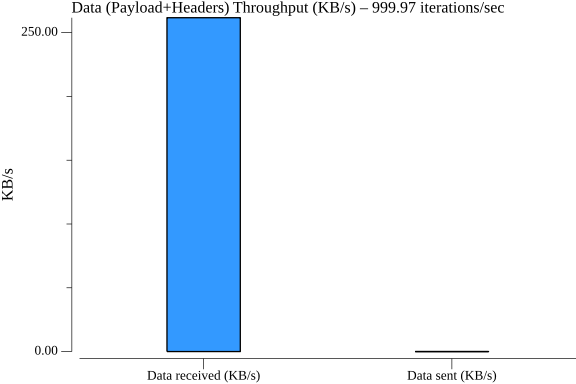 Data (Payload+Headers) Throughput (KB/s) – 999.97 iterations/sec
250.00
KB/s
0.00
Data received (KB/s)
Data sent (KB/s)